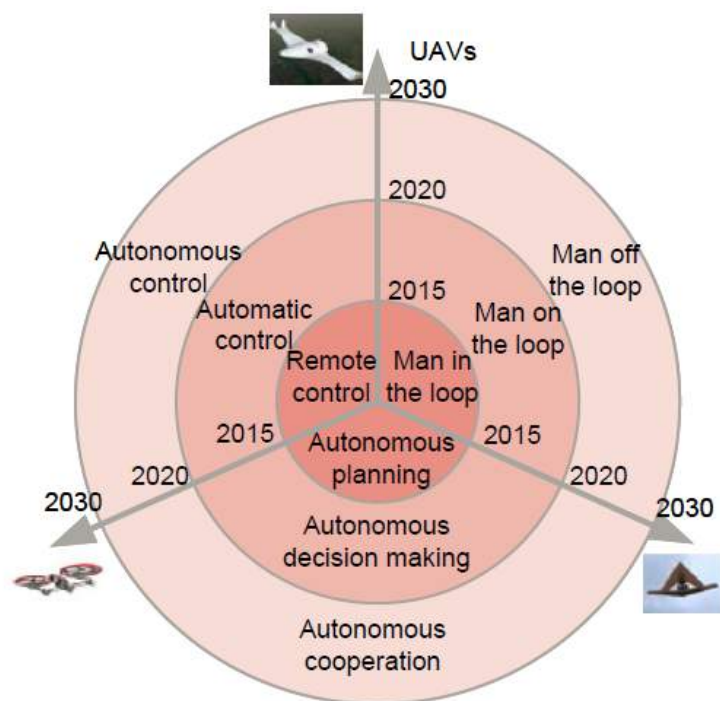 UAVs
2030
2020
Autonomous
control
Man off
the loop
2015
Automatic
control
Man on
the loop
Remote
control
Man in
the loop
2015
Autonomous
planning
2015
2020
2030
2020
2030
Autonomous
decision making
Autonomous
cooperation